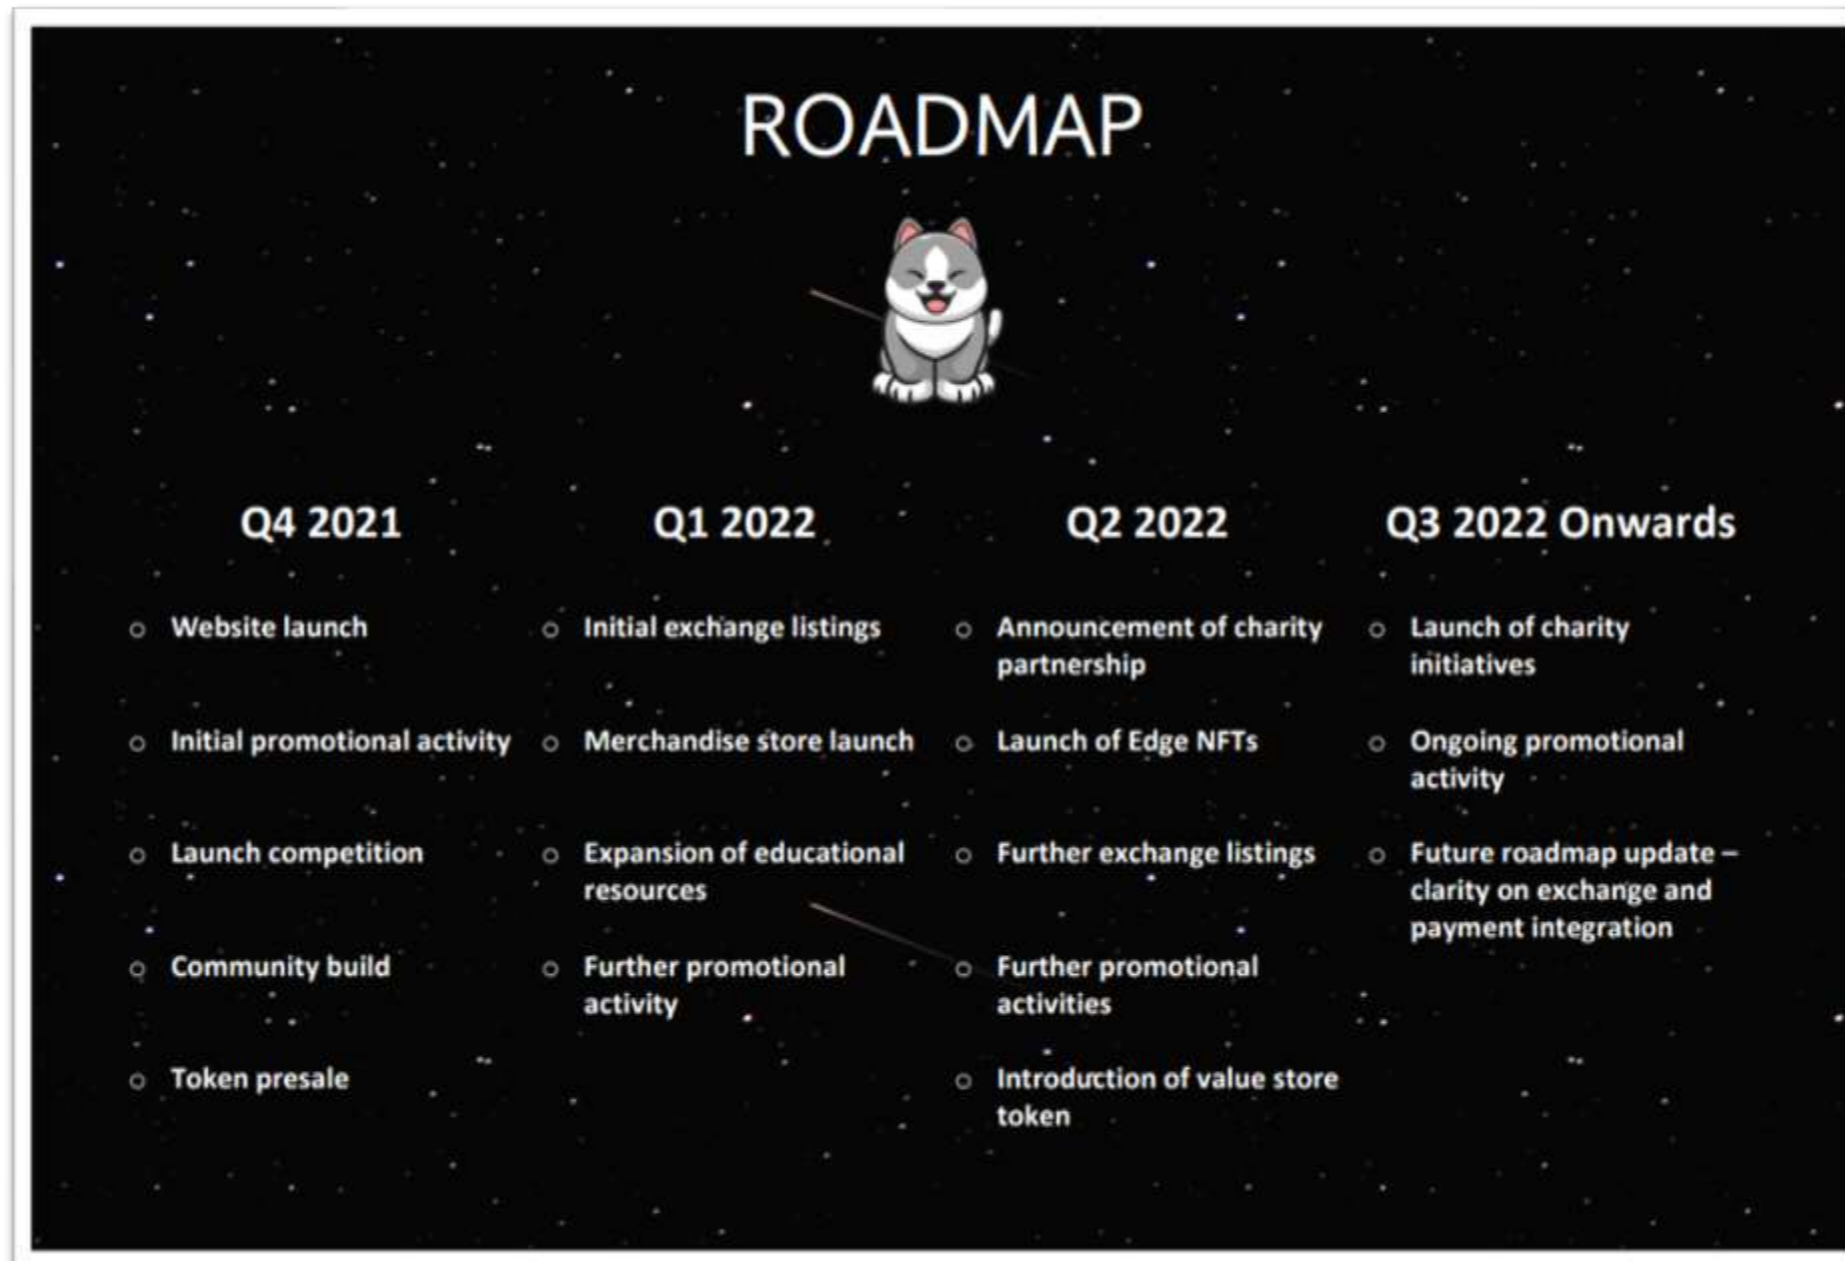 ROADMAP
Q4 2021
○ Website launch
○ Initial promotional activity
○ Launch competition
○ Community build
○ Token presale
Q1 2022
○ Initial exchange listings
○ Merchandise store launch
○ Expansion of educational
resources
○ Further promotional
activity
Q2 2022
○ Announcement of charity
partnership
○ Launch of Edge NFTs
○ Further exchange listings
○ Further promotional
activities
○ Introduction of value store
token
Q3 2022 Onwards
○ Launch of charity
initiatives
○ Ongoing promotional
activity
○ Future roadmap update –
clarity on exchange and
payment integration